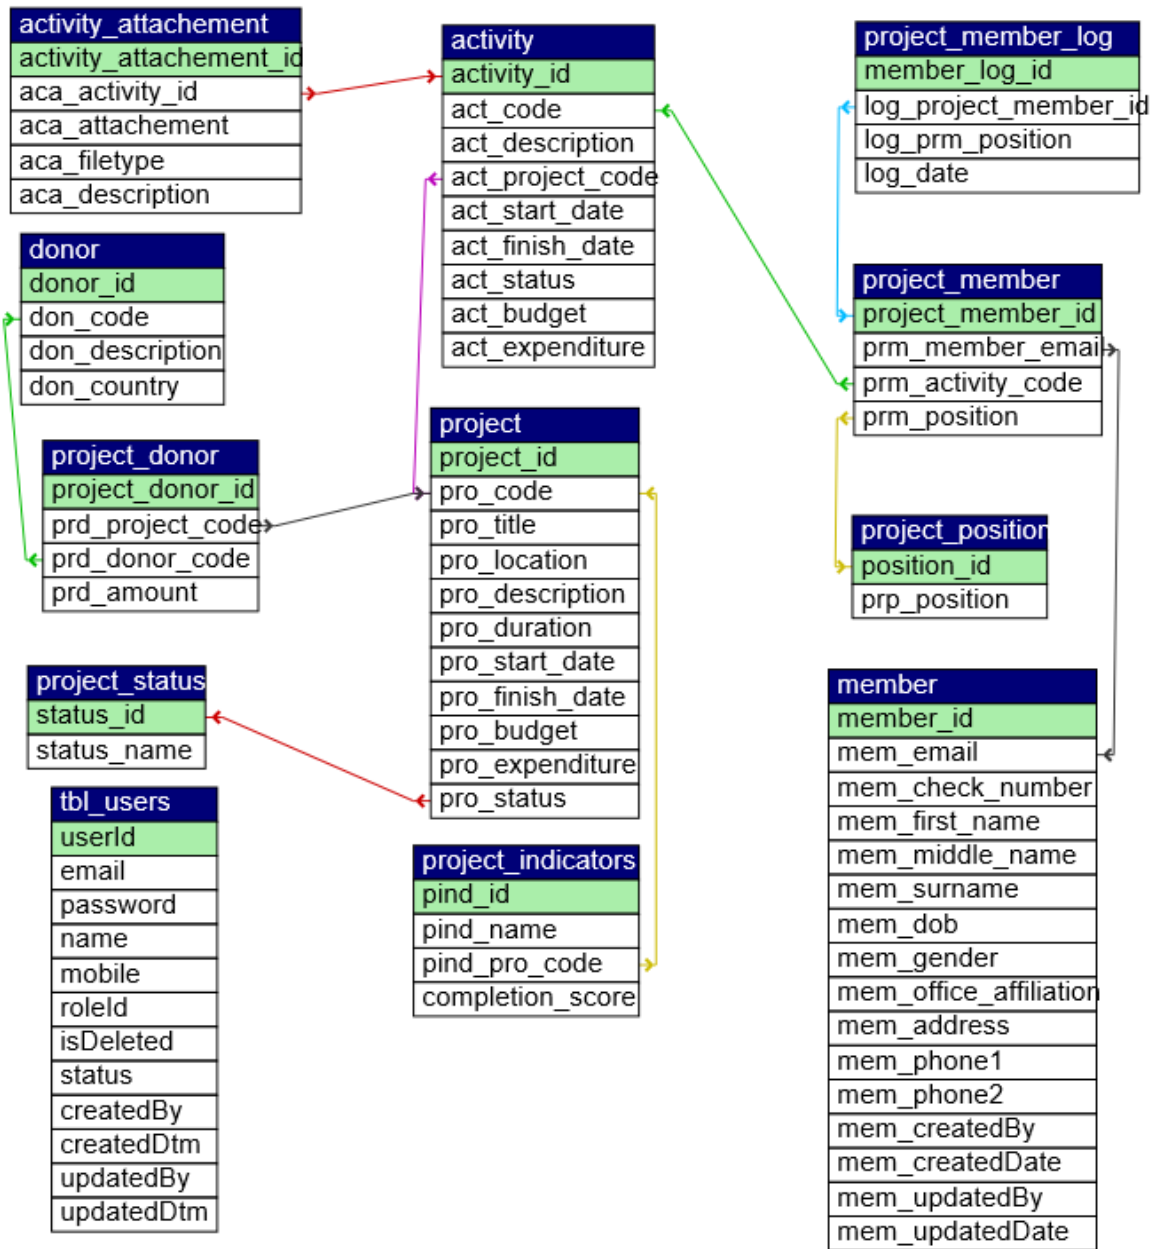 activity_attachement
activity_attachement_id
aca_activity_id
aca_attachement
aca_filetype
aca_description
donor
donor_id
don_code
don_description
don_country
project_donor
project_donor_id
prd_project_code
prd_donor_code
prd_amount
project_status
status_id
status_name
tbl_users
userId
email
password
name
mobile
roleId
isDeleted
status
createdBy
createdDtm
updatedBy
updatedDtm
activity
activity_id
act_code
act_description
act_project_code
act_start_date
act_finish_date
act_status
act_budget
act_expenditure
project
project_id
pro_code
pro_title
pro_location
pro_description
pro_duration
pro_start_date
pro_finish_date
pro_budget
pro_expenditure
pro_status
project_indicators
pind_id
pind_name
pind_pro_code
completion_score
project_member_log
member_log_id
log_project_member_id
log_prm_position
log_date
project_member
project_member_id
prm_member_email
prm_activity_code
prm_position
project_position
position_id
prp_position
member
member_id
mem_email
mem_check_number
mem_first_name
mem_middle_name
mem_surname
mem_dob
mem_gender
mem_office_affiliation
mem_address
mem_phone1
mem_phone2
mem_createdBy
mem_createdDate
mem_updatedBy
mem_updatedDate